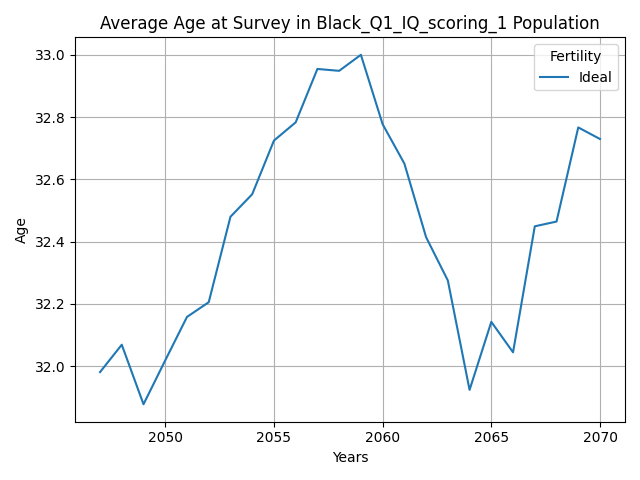 Average Age at Survey in Black_Q1_IQ_scoring_1 Population
33.0
32.8
32.6
32.4
32.2
32.0
Age
Fertility
Ideal
2050
2055
2060
2065
2070
Years